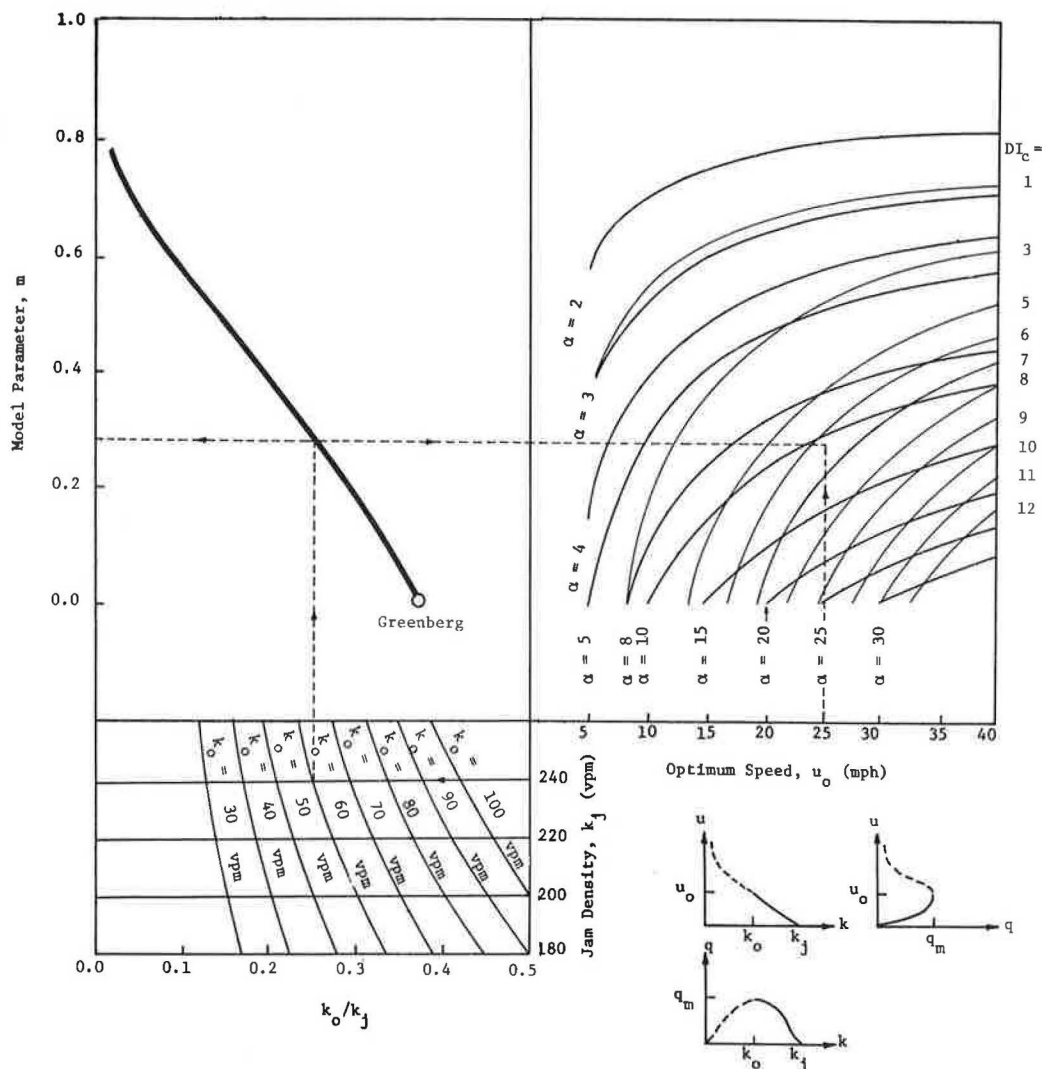 1.0
0.8
0.6
0.4
0.2
0.0
Model Parameter, m
Greenberg
DI_c =
1
3
5
6
7
8
9
10
11
12
α = 2
α = 3
α = 4
α = 5
α = 8
α = 10
α = 15
α = 20
α = 25
α = 30
5
10
15
20
25
30
35
40
Optimum Speed, u_o (mph)
k_o = 30 vpm
k_o = 40 vpm
k_o = 50 vpm
k_o = 60 vpm
k_o = 70 vpm
k_o = 80 vpm
k_o = 90 vpm
k_o = 100 vpm
240
220
200
180
Jam Density, k_j (vpm)
0.0
0.1
0.2
0.3
0.4
0.5
k_o/k_j
u
u_o
k_o
k_j
k
u
u_o
q_m
q
q
q_m
k_o
k_j
k